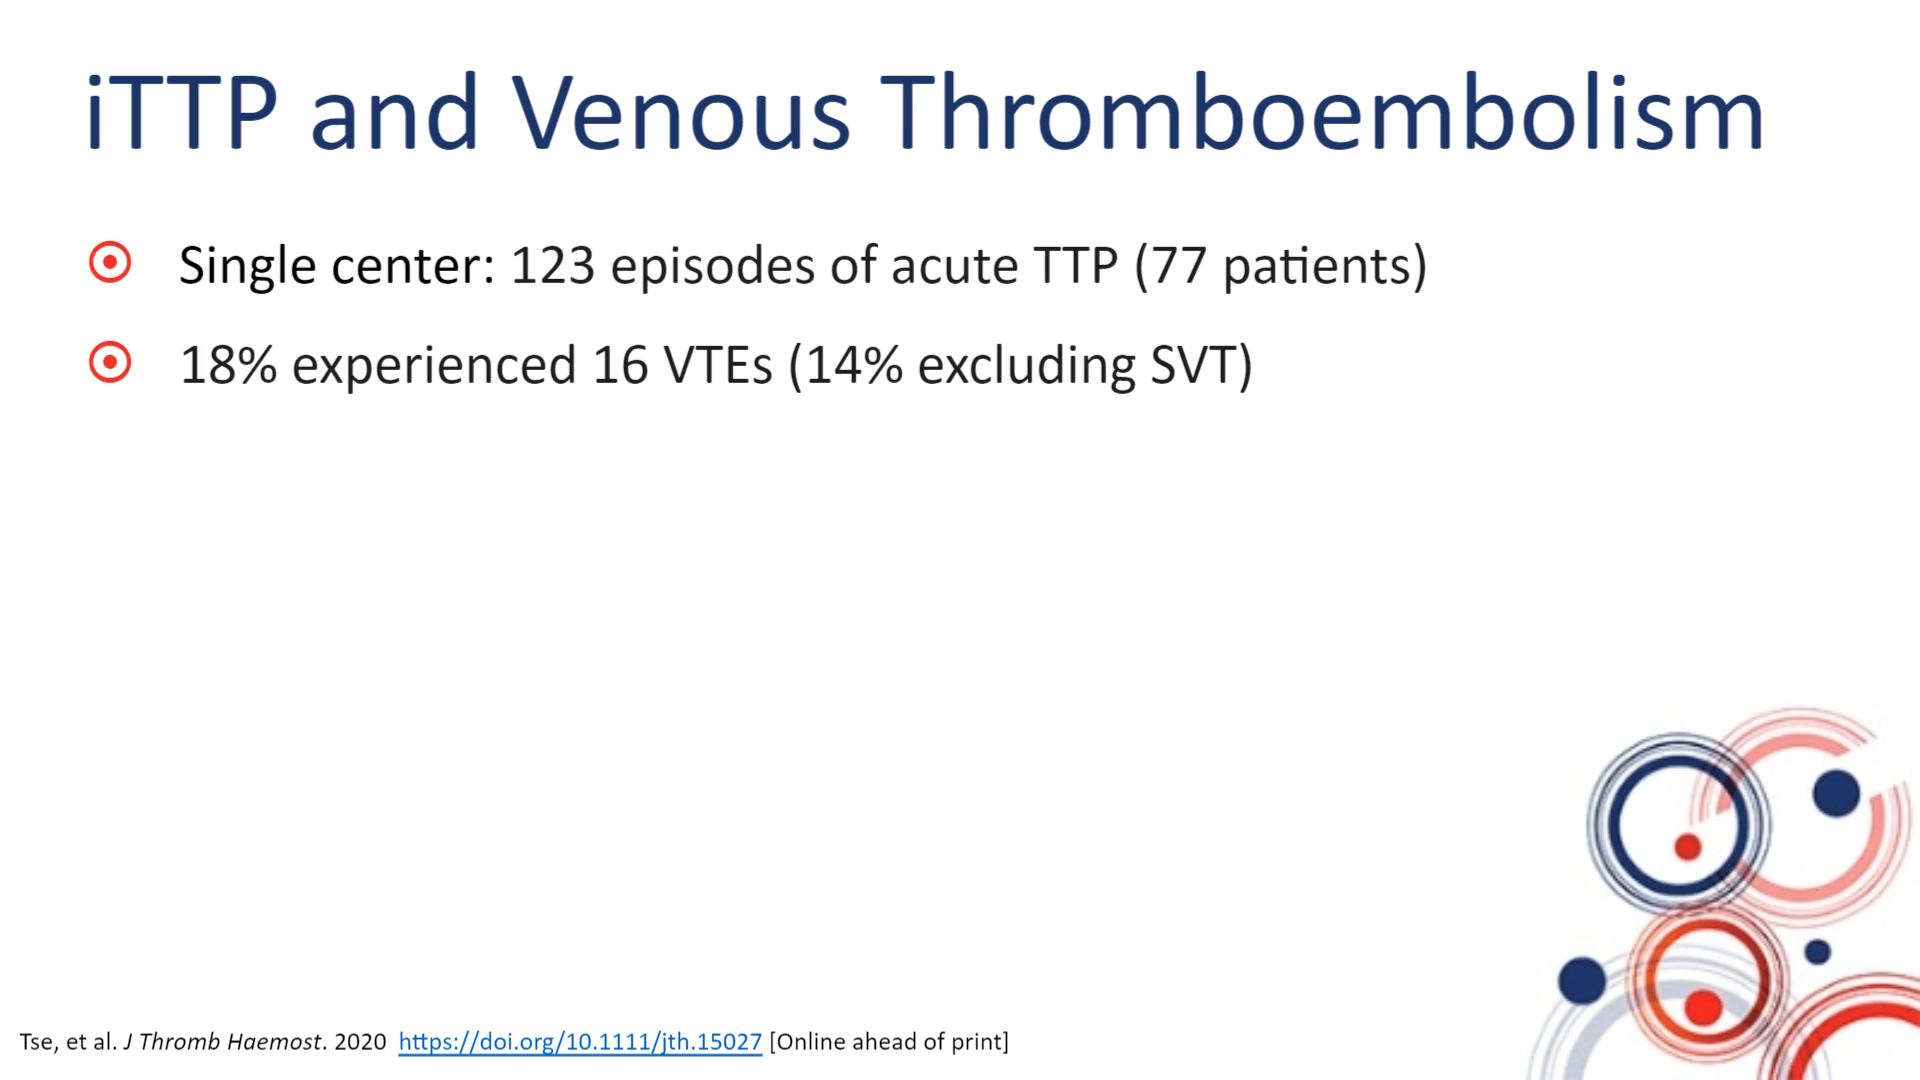 iTTP and Venous Thromboembolism
Single center: 123 episodes of acute TTP (77 patients)
18% experienced 16 VTEs (14% excluding SVT)
Tse, et al. J Thromb Haemost. 2020 https://doi.org/10.1111/jth.15027 [Online ahead of print]